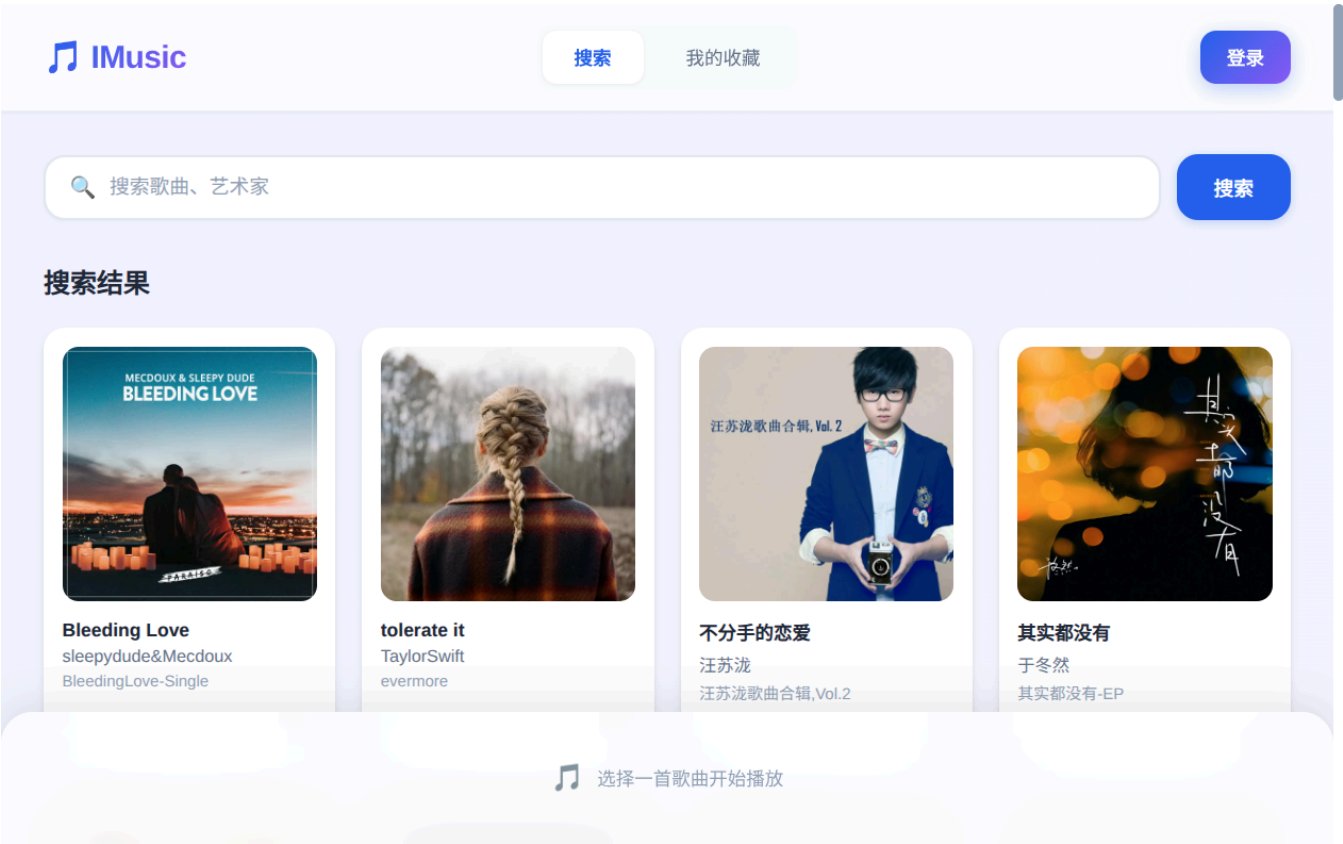 IMusic
搜索
我的收藏
登录
搜索歌曲、艺术家
搜索
搜索结果
MECDOUX & SLEEPY DUDE
BLEEDING LOVE
PARAISO
汪苏泷歌曲合辑, Vol. 2
其实都没有
于冬然
Bleeding Love
sleepydude&Mecdoux
BleedingLove-Single
tolerate it
TaylorSwift
evermore
不分手的恋爱
汪苏泷
汪苏泷歌曲合辑,Vol.2
其实都没有
于冬然
其实都没有-EP
选择一首歌曲开始播放